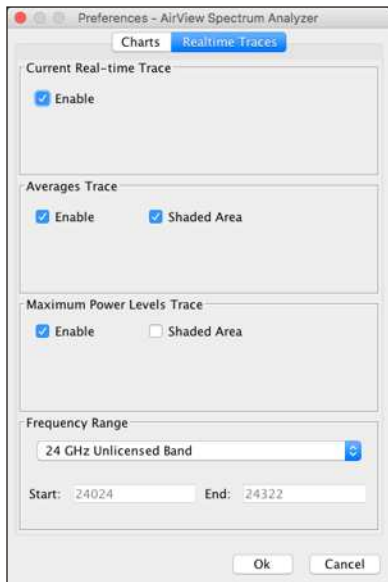 Preferences - AirView Spectrum Analyzer
Charts Realtime Traces
Current Real-time Trace
Enable
Averages Trace
Enable Shaded Area
Maximum Power Levels Trace
Enable Shaded Area
Frequency Range
24 GHz Unlicensed Band
Start: 24024 End: 24322
Ok Cancel